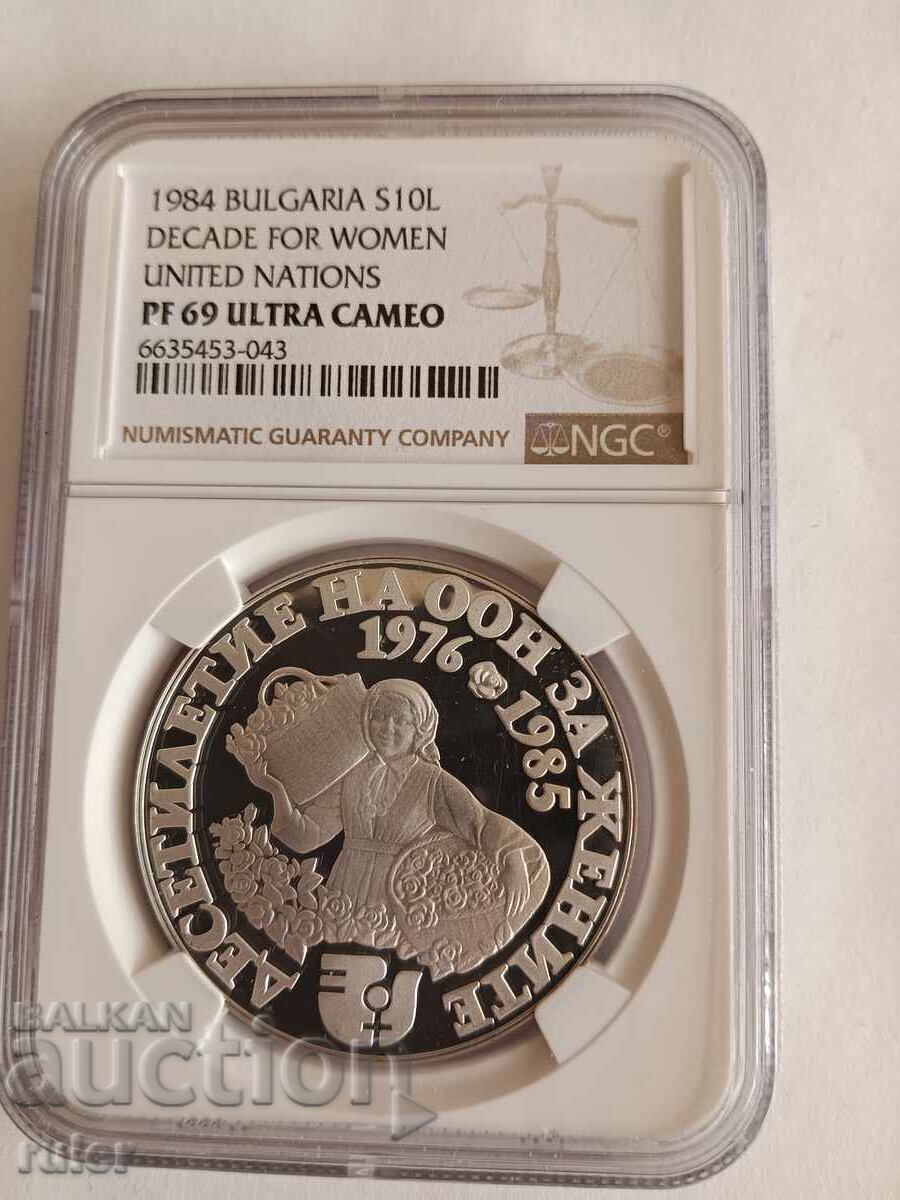 1984 BULGARIA S10L
DECADE FOR WOMEN
UNITED NATIONS
PF 69 ULTRA CAMEO
6635453-043
NUMISMATIC GUARANTY COMPANY
NGC®
ДЕСЕТИЛЕТИЕ НА ООН ЗА ЖЕНИТЕ
1976 1985
BALKAN
auction
ruler